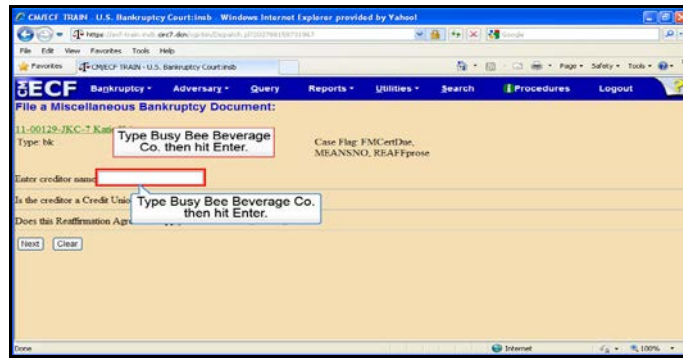 CM/ECF TRAIN - U.S. Bankruptcy Court:insb - Windows Internet Explorer provided by Yahoo!
Google
File Edit View Favorites Tools Help
Favorites CM/ECF TRAIN - U.S. Bankruptcy Court:insb Page Safety Tools
ECF Bankruptcy Adversary Query Reports Utilities Search Procedures Logout
File a Miscellaneous Bankruptcy Document:
11-00129-JKC-7
Type: bk
Type Busy Bee Beverage
Co. then hit Enter.
Case Flag: FMCertDue,
MEANSNO, REAFFprose
Enter creditor name
Is the creditor a Credit
Type Busy Bee Beverage Co.
then hit Enter.
Does this Reaffirmation
Next Clear
Done Internet 100%